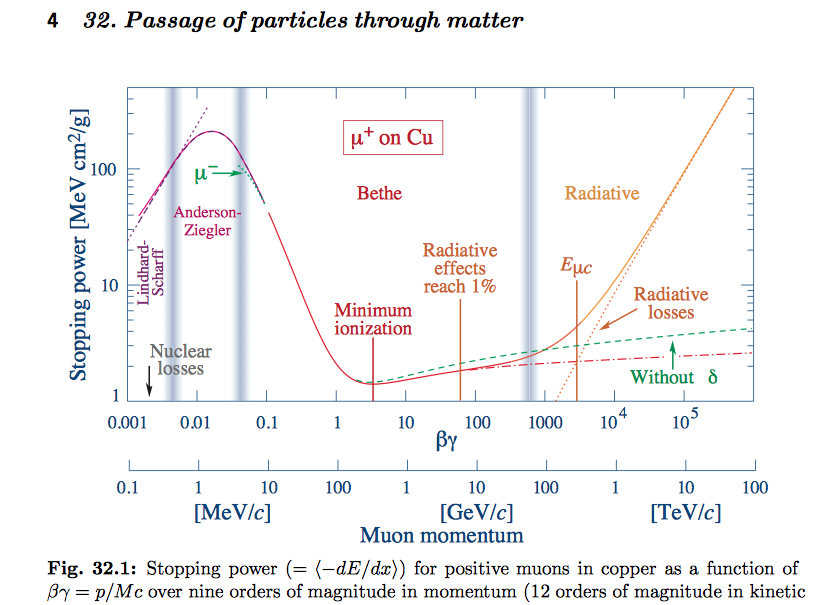 4 32. Passage of particles through matter
Stopping power [MeV cm²/g]
100
10
1
μ⁺ on Cu
μ⁻
Bethe
Radiative
Anderson-
Ziegler
Lindhard-
Scharff
Radiative
effects
reach 1%
Eμc
Radiative
losses
Minimum
ionization
Nuclear
losses
Without δ
0.001 0.01 0.1 1 10 100 1000 10⁴ 10⁵
βγ
0.1 1 10 100 1 10 100 1 10 100
[MeV/c] [GeV/c] [TeV/c]
Muon momentum
Fig. 32.1: Stopping power (= ⟨−dE/dx⟩) for positive muons in copper as a function of
βγ = p/Mc over nine orders of magnitude in momentum (12 orders of magnitude in kinetic